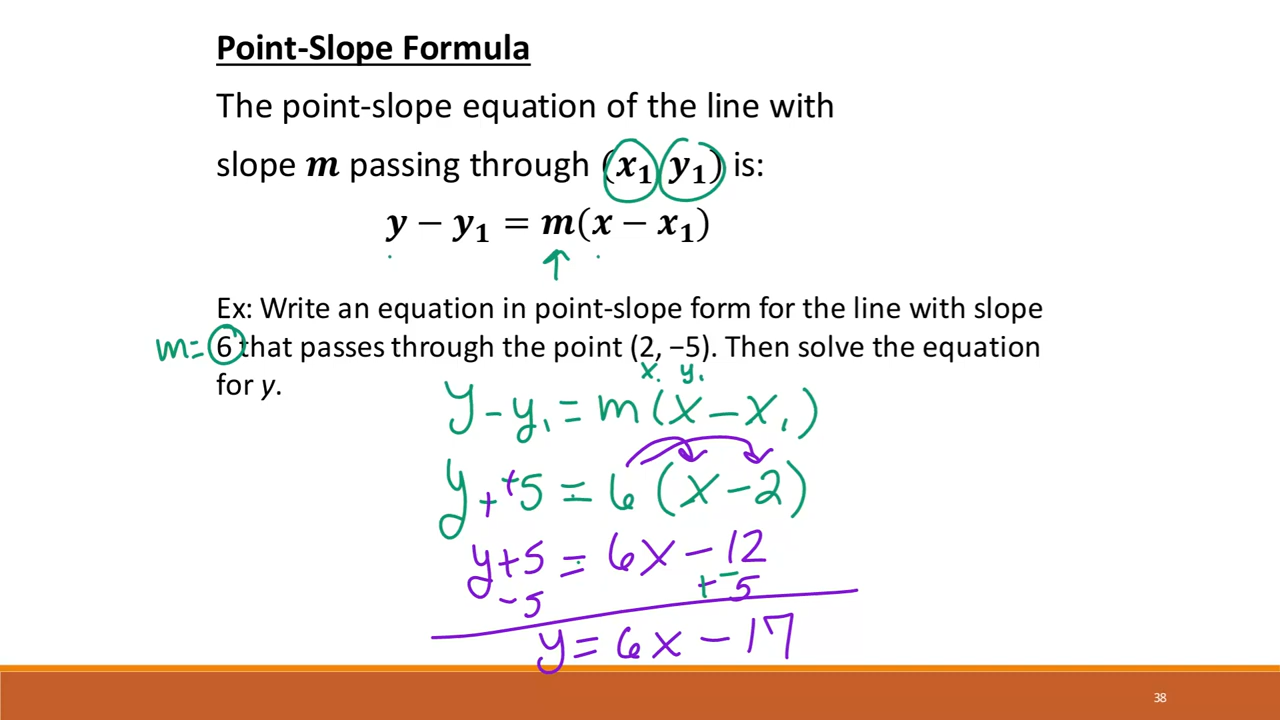 Point-Slope Formula
The point-slope equation of the line with
slope m passing through (x₁ y₁) is:
y − y₁ = m(x − x₁)
↑
Ex: Write an equation in point-slope form for the line with slope
m= 6 that passes through the point (2, −5). Then solve the equation
x₁ y₁
for y.
y - y₁ = m (x - x₁)
y + +5 = 6 (x - 2)
y + 5 = 6x - 12
- 5 + - 5
y = 6x - 17
38